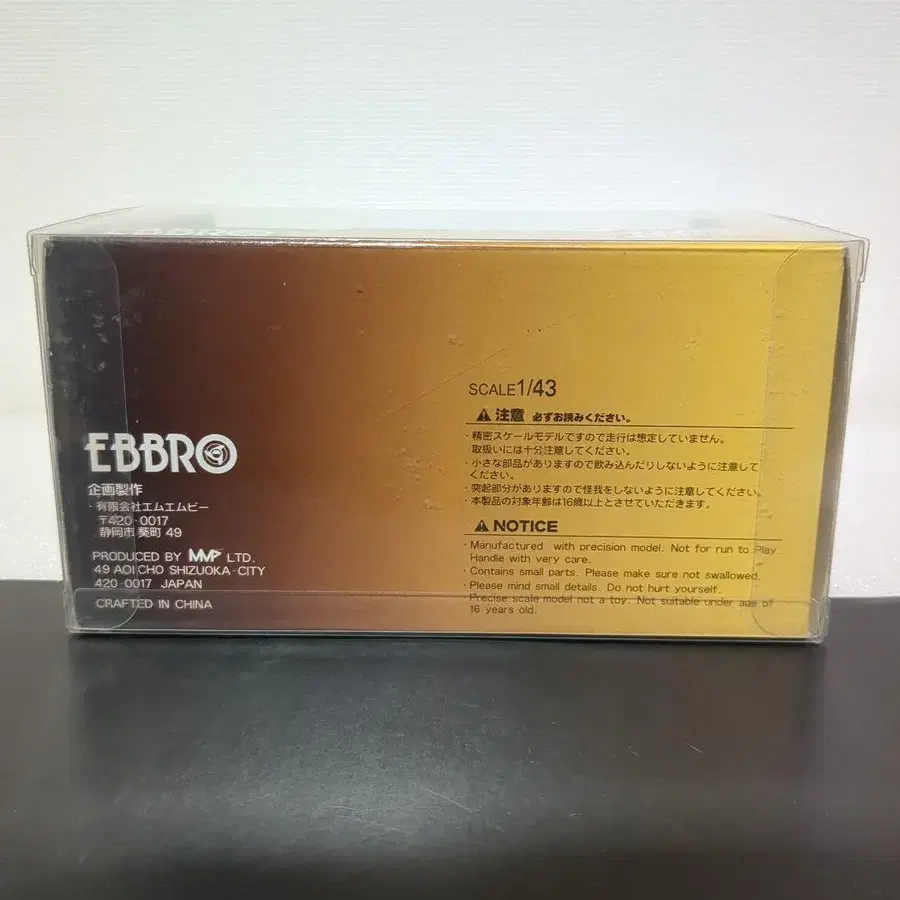 EBBRO
EBBRO
企画製作
有限会社エムエムピー
〒420-0017
静岡市 葵町 49
PRODUCED BY MMP LTD.
49 AOI CHO SHIZUOKA-CITY
420-0017 JAPAN
CRAFTED IN CHINA
SCALE1/43
⚠ 注意 必ずお読みください。
・精密スケールモデルですので走行は想定していません。
取扱いには十分注意してください。
・小さな部品がありますので飲み込んだりしないように注意して
ください。
・突起部分がありますので怪我をしないように注意してください。
・本製品の対象年齢は16歳以上とさせていただきます。
⚠ NOTICE
・Manufactured with precision model. Not for run to Play.
Handle with very care.
・Contains small parts. Please make sure not swallowed.
・Please mind small details. Do not hurt yourself.
・Precise scale model not a toy. Not suitable under age of
16 years old.